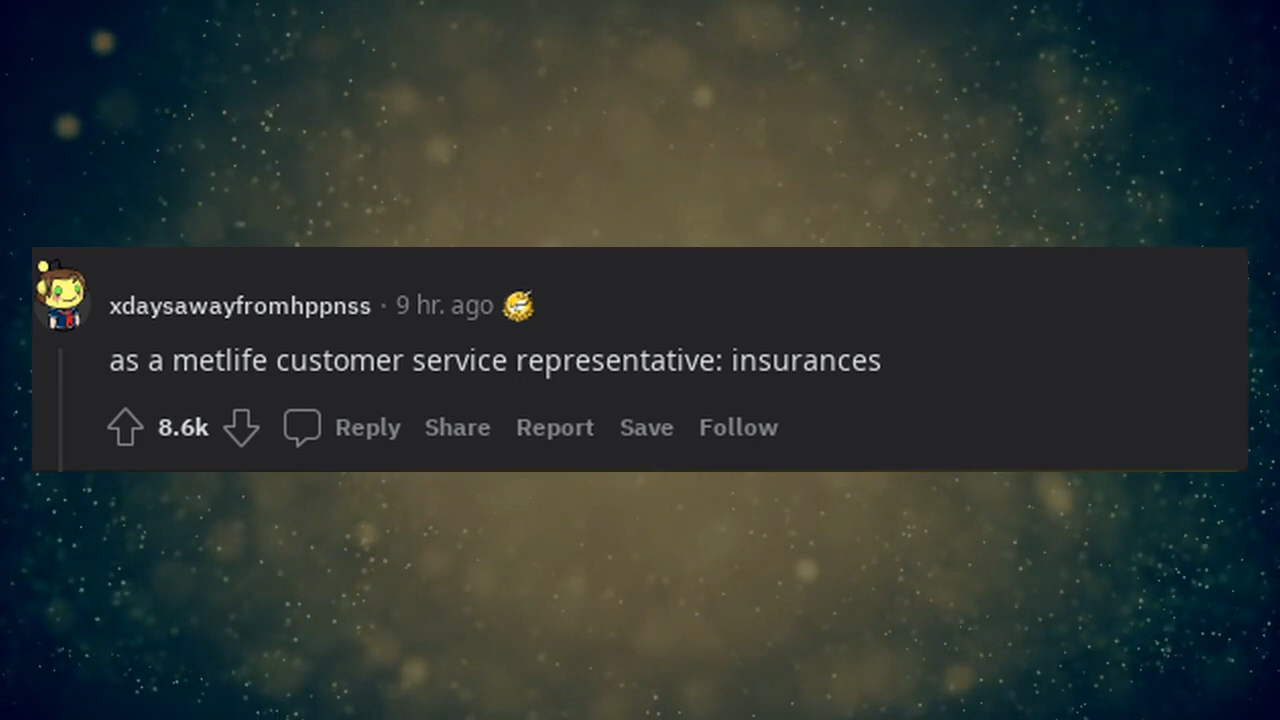 xdaysawayfromhppnss · 9 hr. ago
as a metlife customer service representative: insurances
8.6k Reply Share Report Save Follow